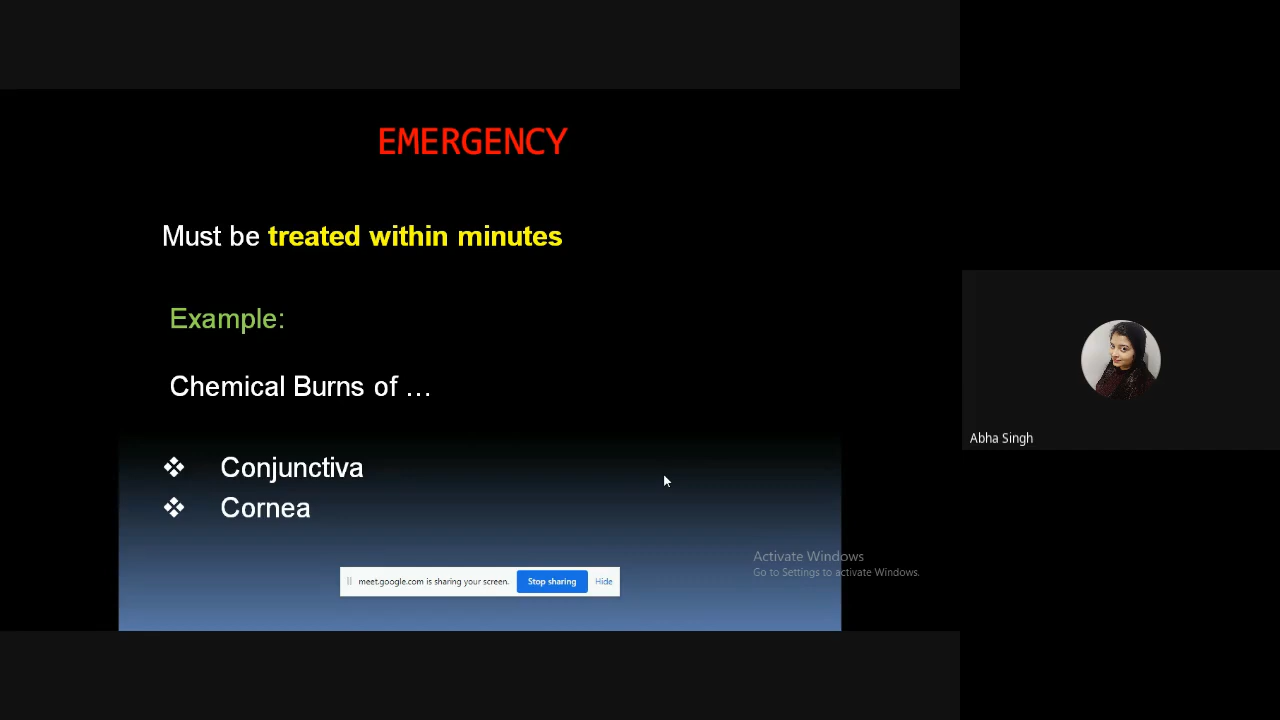 EMERGENCY
Must be treated within minutes
Example:
Chemical Burns of …
❖ Conjunctiva
❖ Cornea
Abha Singh
Activate Windows
Go to Settings to activate Windows.
meet.google.com is sharing your screen. Stop sharing Hide